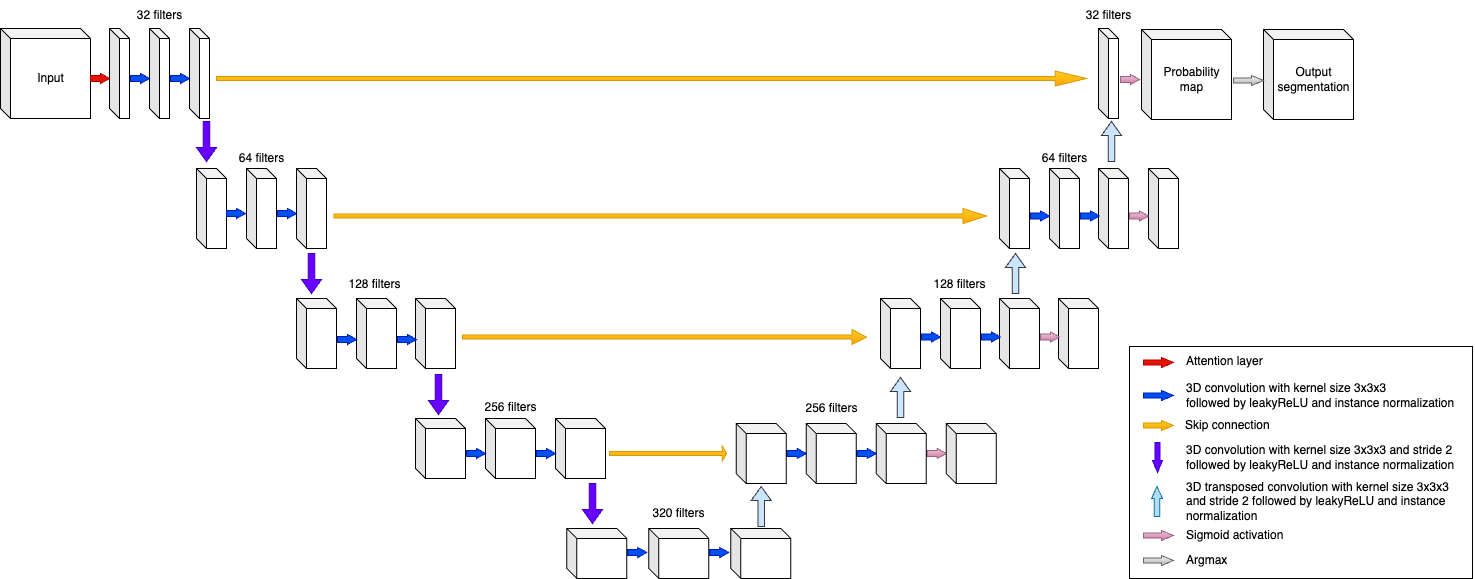 32 filters
32 filters
Input
Probability
map
Output
segmentation
64 filters
64 filters
128 filters
128 filters
256 filters
256 filters
320 filters
Attention layer
3D convolution with kernel size 3x3x3
followed by leakyReLU and instance normalization
Skip connection
3D convolution with kernel size 3x3x3 and stride 2
followed by leakyReLU and instance normalization
3D transposed convolution with kernel size 3x3x3
and stride 2 followed by leakyReLU and instance
normalization
Sigmoid activation
Argmax